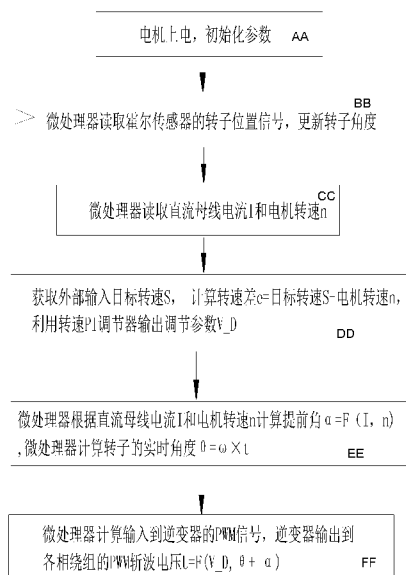 电机上电，初始化参数 AA
BB
微处理器读取霍尔传感器的转子位置信号，更新转子角度
CC
微处理器读取直流母线电流I和电机转速n
获取外部输入目标转速S， 计算转速差e=目标转速S-电机转速n，
利用转速PI调节器输出调节参数V_D
DD
微处理器根据直流母线电流I和电机转速n计算提前角α=F（I，n）
，微处理器计算转子的实时角度θ=ω×t
EE
微处理器计算输入到逆变器的PWM信号，逆变器输出到
各相绕组的PWM斩波电压U=F(V_D，θ+α） FF